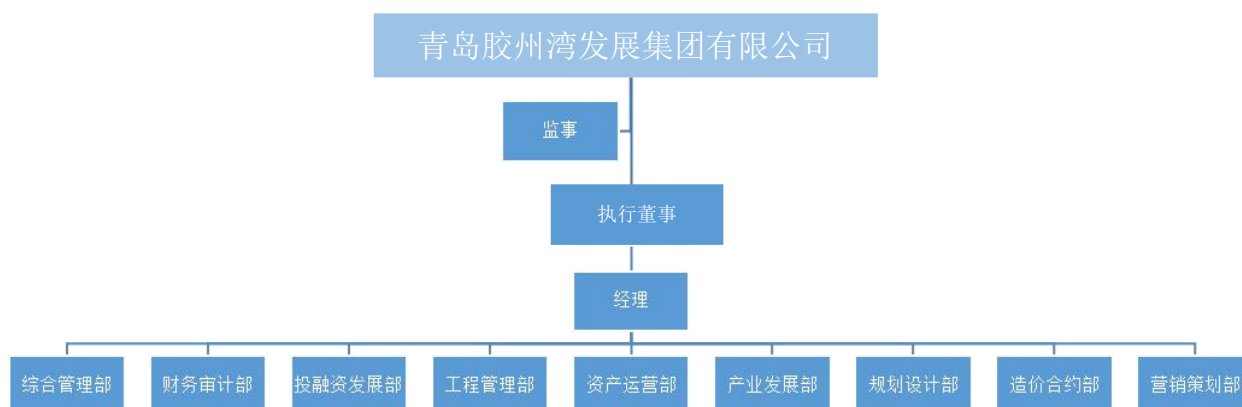 青岛胶州湾发展集团有限公司
监事
执行董事
经理
综合管理部
财务审计部
投融资发展部
工程管理部
资产运营部
产业发展部
规划设计部
造价合约部
营销策划部